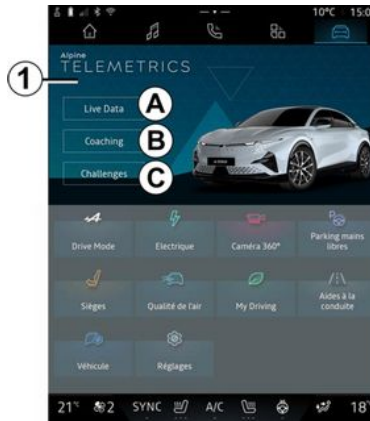 10°C 15:0
Alpine
TELEMETRICS
1
Live Data A
Coaching B
Challenges C
Drive Mode
Electrique
Caméra 360°
Parking mains
libres
Sièges
Qualité de l'air
My Driving
Aides à la
conduite
Véhicule
Réglages
21° 2 SYNC A/C 18°